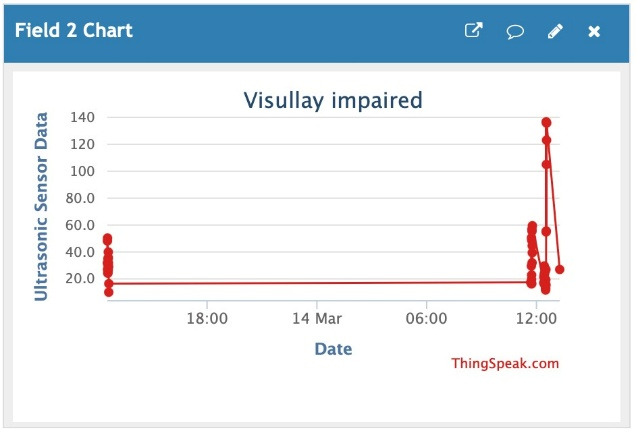 Field 2 Chart
Visullay impaired
Ultrasonic Sensor Data
140
120
100
80.0
60.0
40.0
20.0
18:00
14 Mar
06:00
12:00
Date
ThingSpeak.com